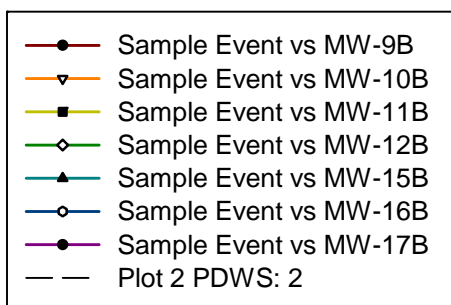 Sample Event vs MW-9B
Sample Event vs MW-10B
Sample Event vs MW-11B
Sample Event vs MW-12B
Sample Event vs MW-15B
Sample Event vs MW-16B
Sample Event vs MW-17B
Plot 2 PDWS: 2